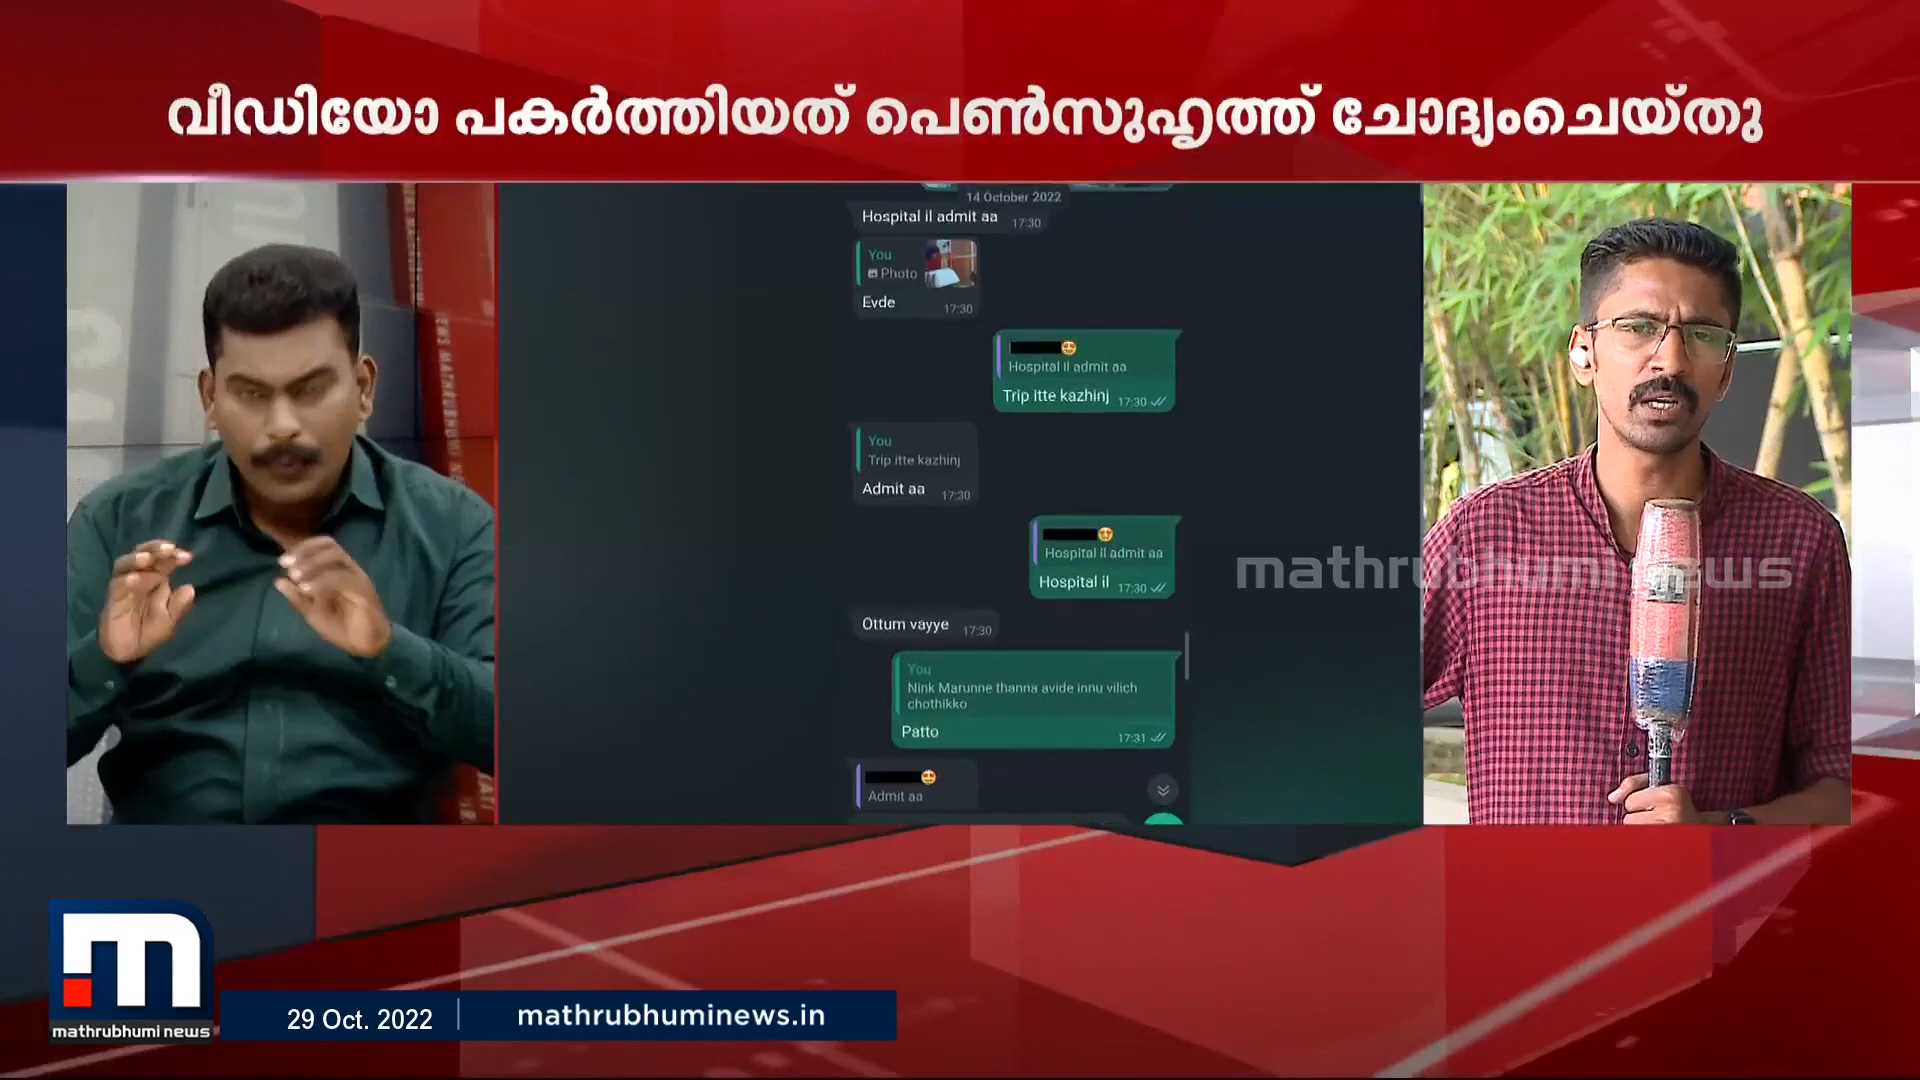 വീഡിയോ പകർത്തിയത് പെൺസുഹൃത്ത് ചോദ്യംചെയ്തു
14 October 2022
Hospital il admit aa 17:30
You
Photo
Evde 17:30
Hospital il admit aa
Trip itte kazhinj 17:30
You
Trip itte kazhinj
Admit aa 17:30
Hospital il admit aa
Hospital il 17:30
Ottum vayye 17:30
You
Nink Marunne thanna avide innu vilich
chothikko
Patto 17:31
Admit aa
mathrubhumi news
mathrubhumi news
29 Oct. 2022
mathrubhuminews.in